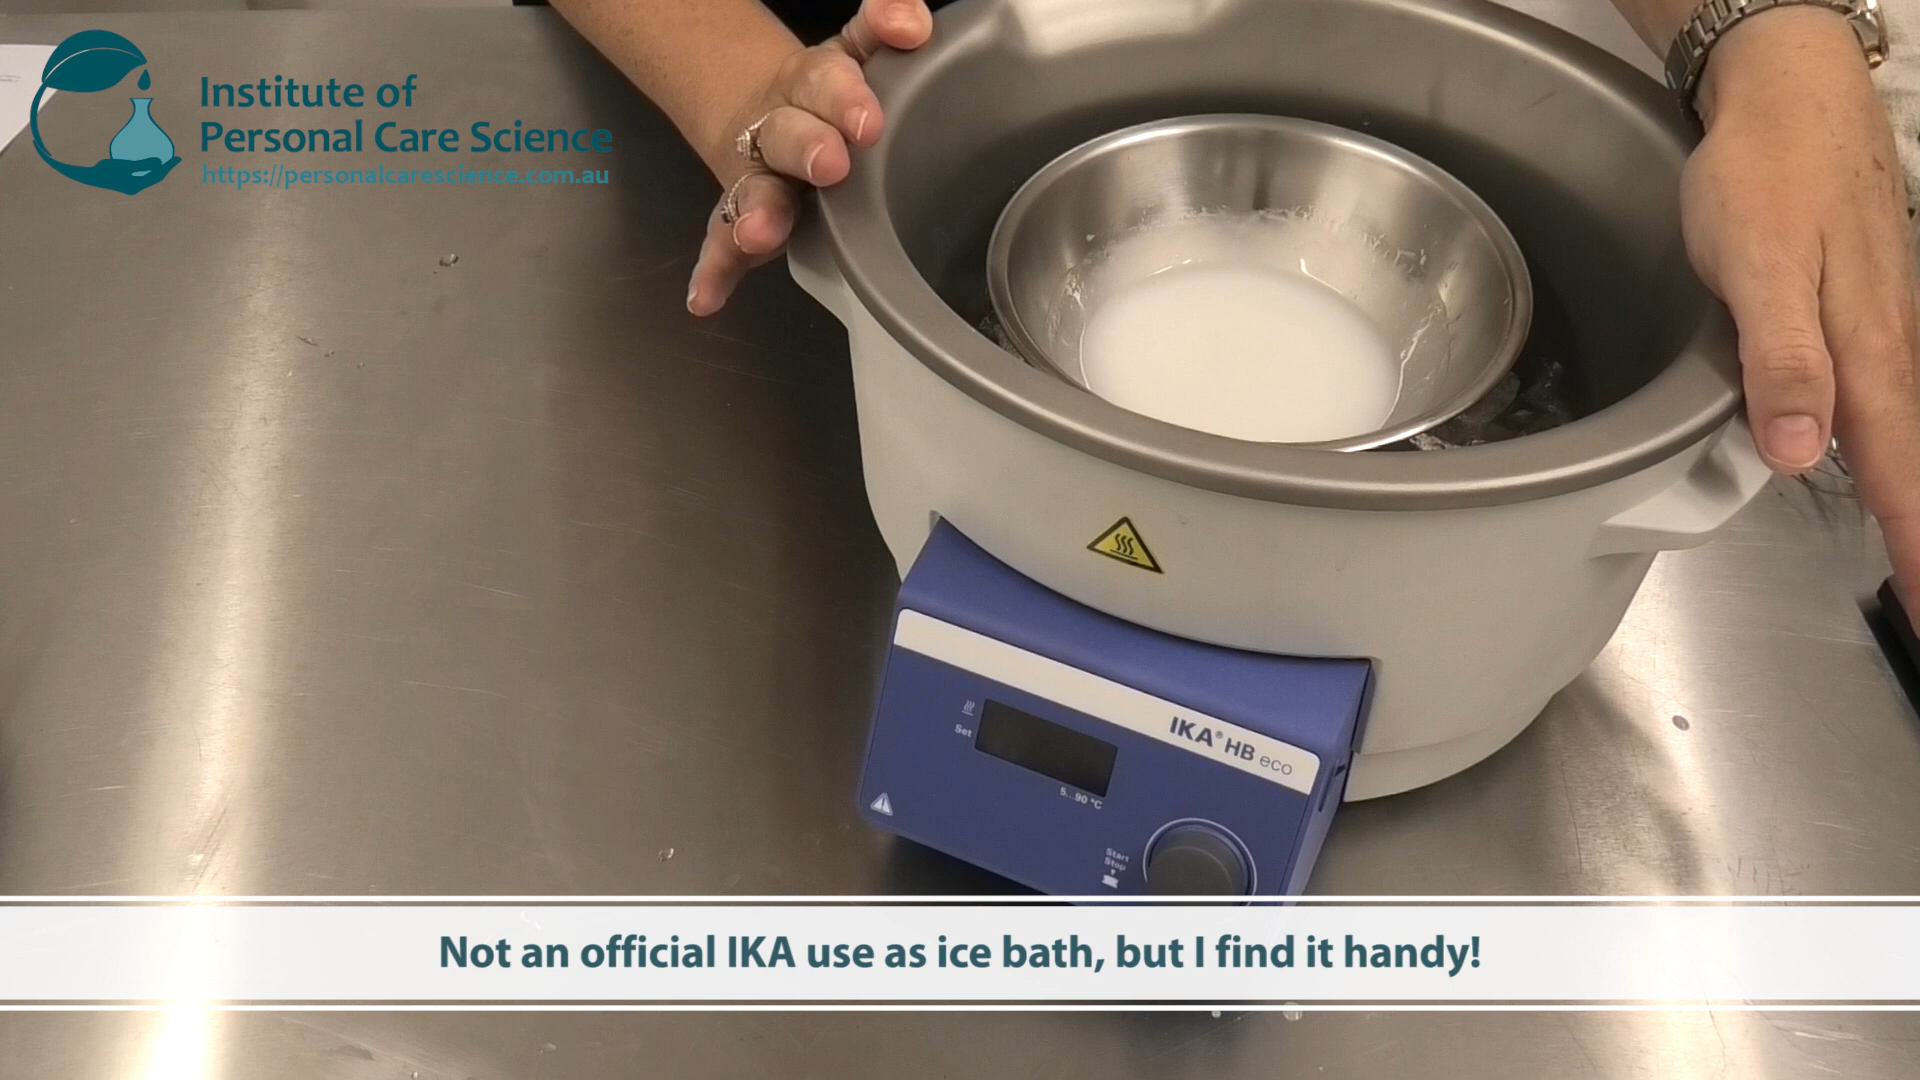 Institute of
Personal Care Science
https://personalcarescience.com.au
IKA® HB eco
Set
5...90 °C
Start
Stop
Not an official IKA use as ice bath, but I find it handy!